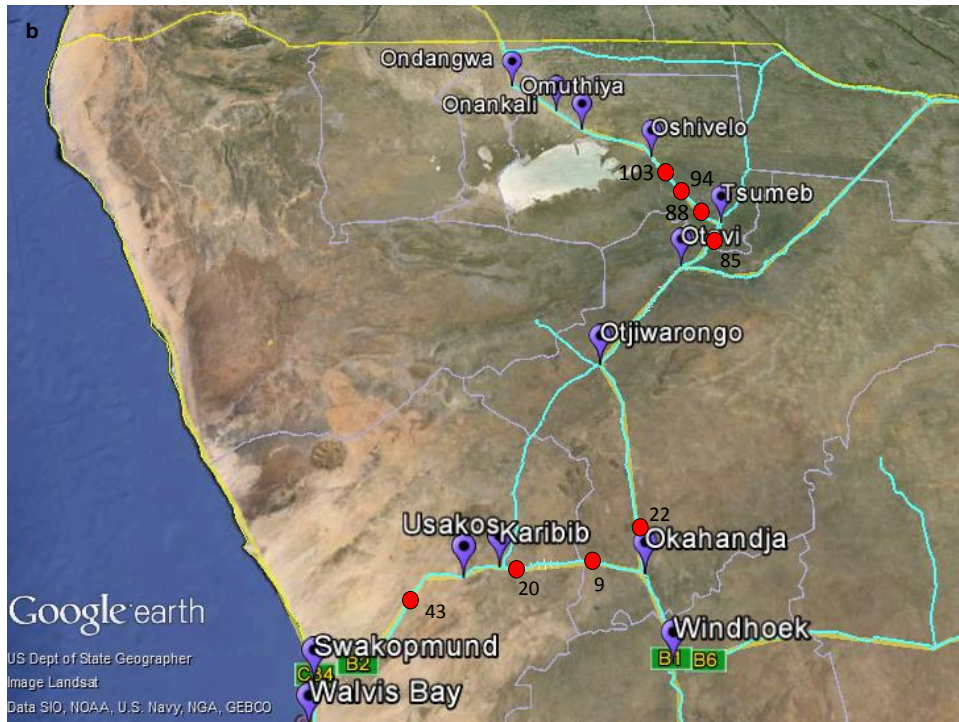 b
Ondangwa
Omuthiya
Onankali
Oshivelo
103
94
Tsumeb
88
Otavi
85
Otjiwarongo
22
Usakos
Karibib
Okahandja
20
9
43
Google earth
Windhoek
Swakopmund
B1 B6
B2
US Dept of State Geographer
Image Landsat
Walvis Bay
Data SIO, NOAA, U.S. Navy, NGA, GEBCO